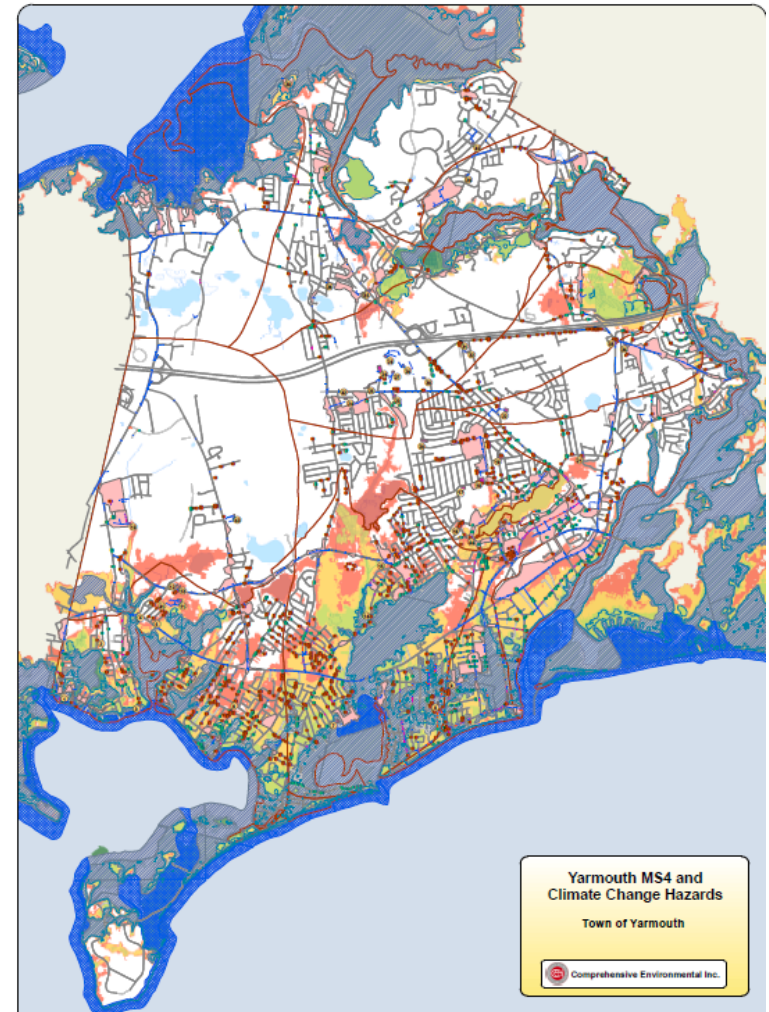 Yarmouth MS4 and
Climate Change Hazards
Town of Yarmouth
Comprehensive Environmental Inc.